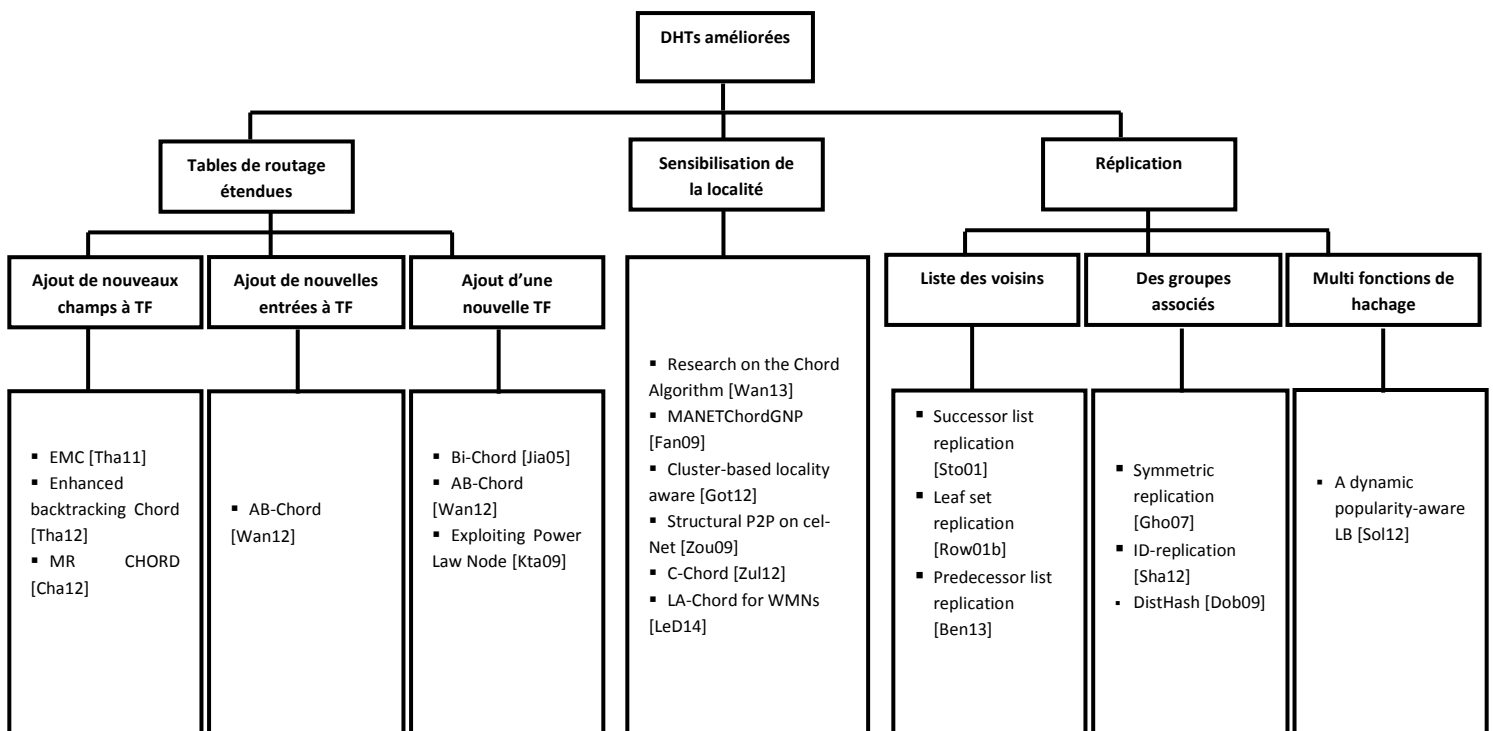 DHTs améliorées
Tables de routage
étendues
Sensibilisation de
la localité
Réplication
Ajout de nouveaux
champs à TF
Ajout de nouvelles
entrées à TF
Ajout d’une
nouvelle TF
Liste des voisins
Des groupes
associés
Multi fonctions de
hachage
▪ EMC [Tha11]
▪ Enhanced
backtracking Chord
[Tha12]
▪ MR CHORD
[Cha12]
▪ AB-Chord
[Wan12]
▪ Bi-Chord [Jia05]
▪ AB-Chord
[Wan12]
▪ Exploiting Power
Law Node [Kta09]
▪ Research on the Chord
Algorithm [Wan13]
▪ MANETChordGNP
[Fan09]
▪ Cluster-based locality
aware [Got12]
▪ Structural P2P on cel-
Net [Zou09]
▪ C-Chord [Zul12]
▪ LA-Chord for WMNs
[LeD14]
▪ Successor list
replication
[Sto01]
▪ Leaf set
replication
[Row01b]
▪ Predecessor list
replication
[Ben13]
▪ Symmetric
replication
[Gho07]
▪ ID-replication
[Sha12]
▪ DistHash [Dob09]
▪ A dynamic
popularity-aware
LB [Sol12]